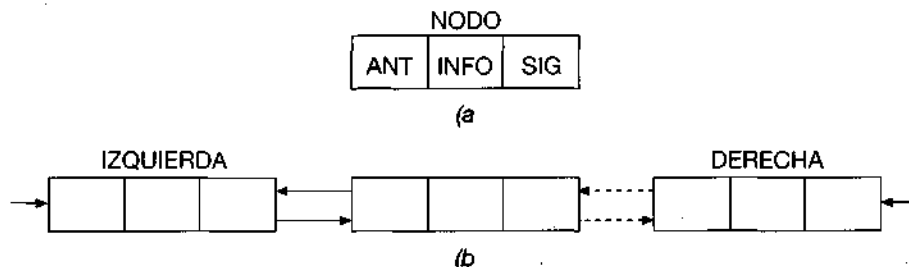 NODO
ANT INFO SIG
(a
IZQUIERDA DERECHA
(b